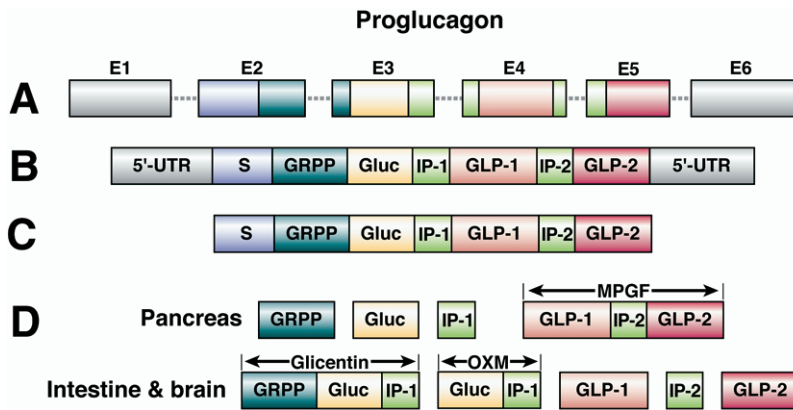 Proglucagon
E1 E2 E3 E4 E5 E6
A
B 5'-UTR S GRPP Gluc IP-1 GLP-1 IP-2 GLP-2 5'-UTR
C S GRPP Gluc IP-1 GLP-1 IP-2 GLP-2
MPGF
D Pancreas GRPP Gluc IP-1 GLP-1 IP-2 GLP-2
Glicentin OXM
Intestine & brain GRPP Gluc IP-1 Gluc IP-1 GLP-1 IP-2 GLP-2